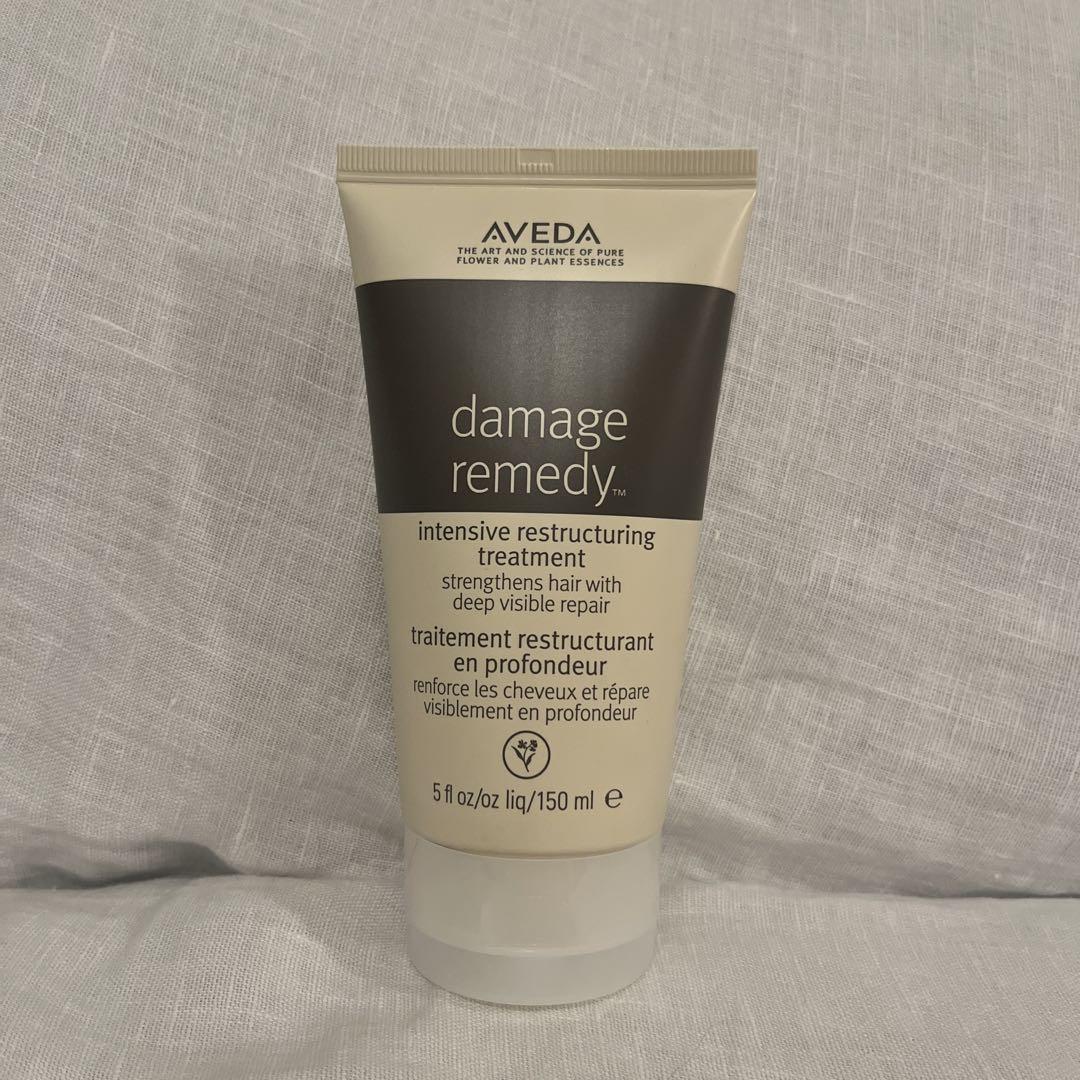 AVEDA
THE ART AND SCIENCE OF PURE
FLOWER AND PLANT ESSENCES
damage
remedy™
intensive restructuring
treatment
strengthens hair with
deep visible repair
traitement restructurant
en profondeur
renforce les cheveux et répare
visiblement en profondeur
5 fl oz/oz liq/150 ml ℮